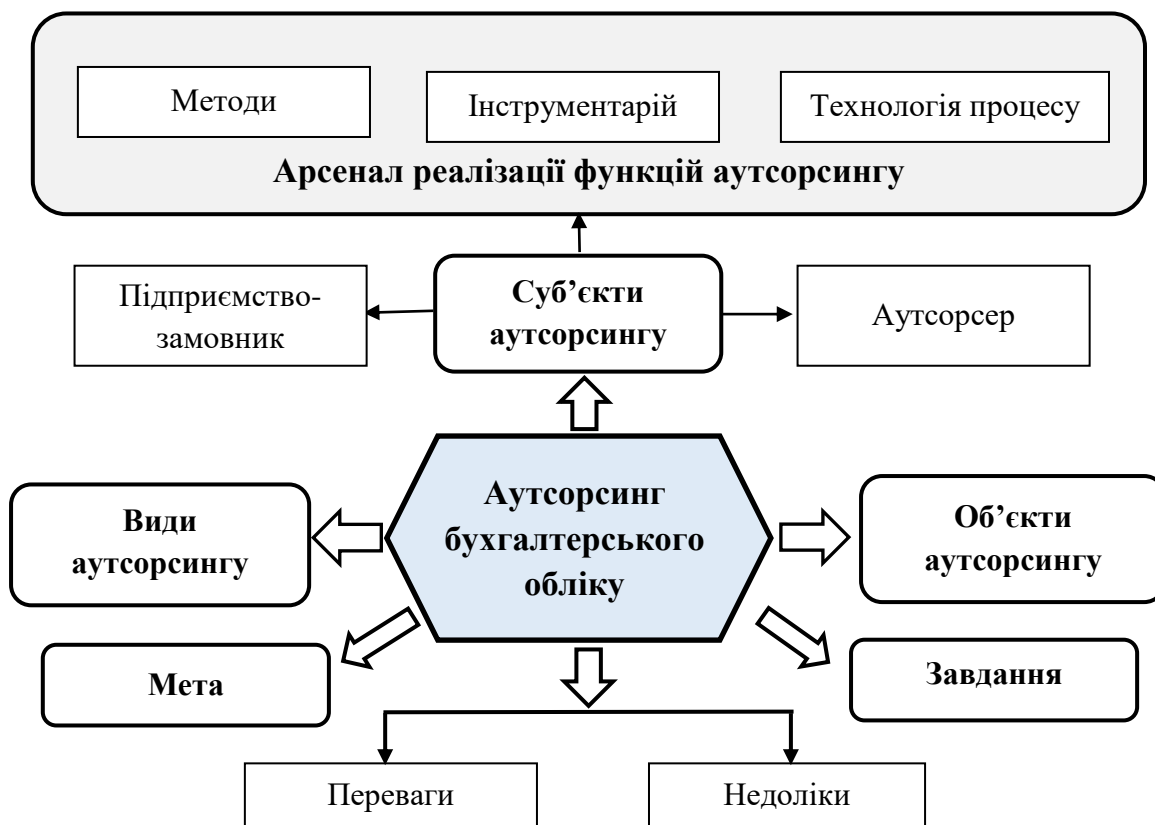 Методи
Інструментарій
Технологія процесу
Арсенал реалізації функцій аутсорсингу
Підприємство-
замовник
Суб’єкти
аутсорсингу
Аутсорсер
Види
аутсорсингу
Аутсорсинг
бухгалтерського
обліку
Об’єкти
аутсорсингу
Мета
Завдання
Переваги
Недоліки